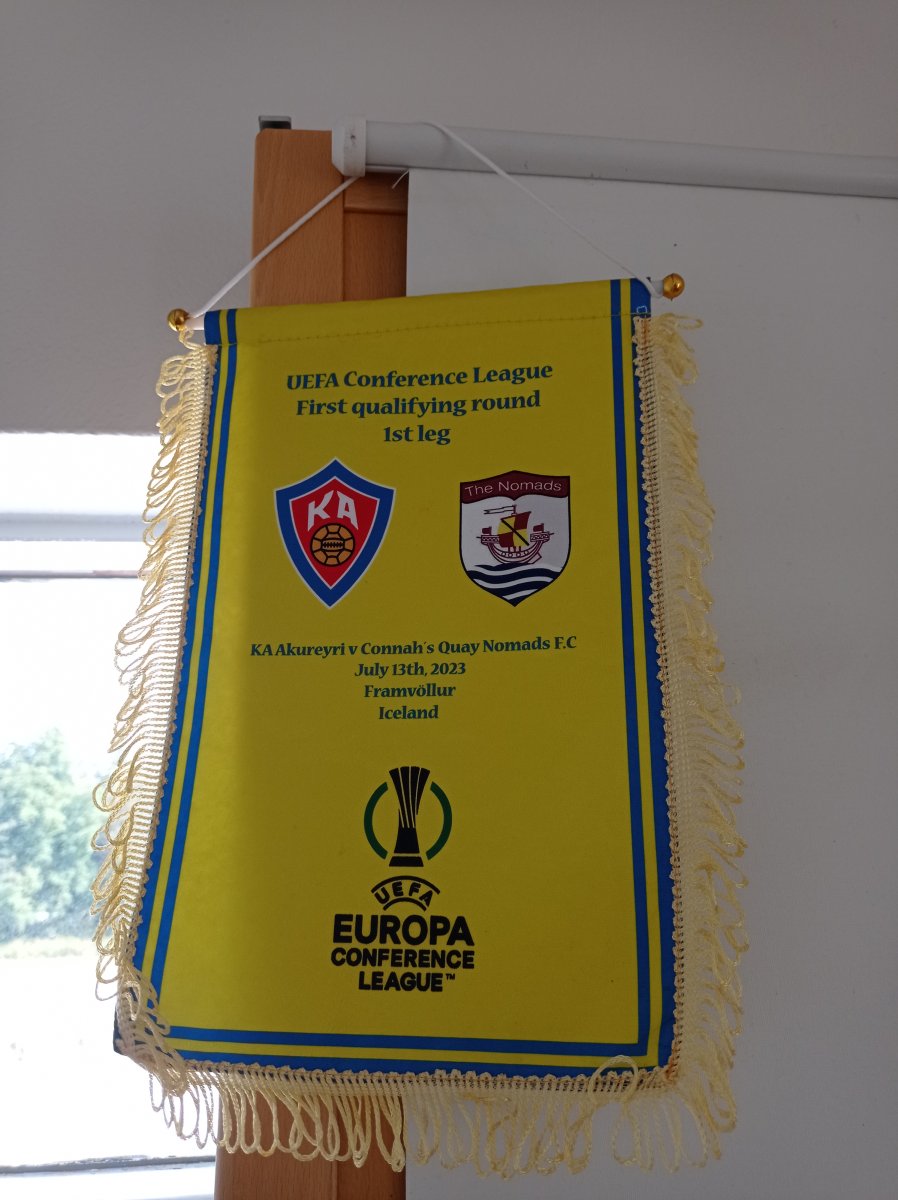 UEFA Conference League
First qualifying round
1st leg
KA
The Nomads
KA Akureyri v Connah´s Quay Nomads F.C
July 13th, 2023
Framvöllur
Iceland
UEFA
EUROPA
CONFERENCE
LEAGUE™